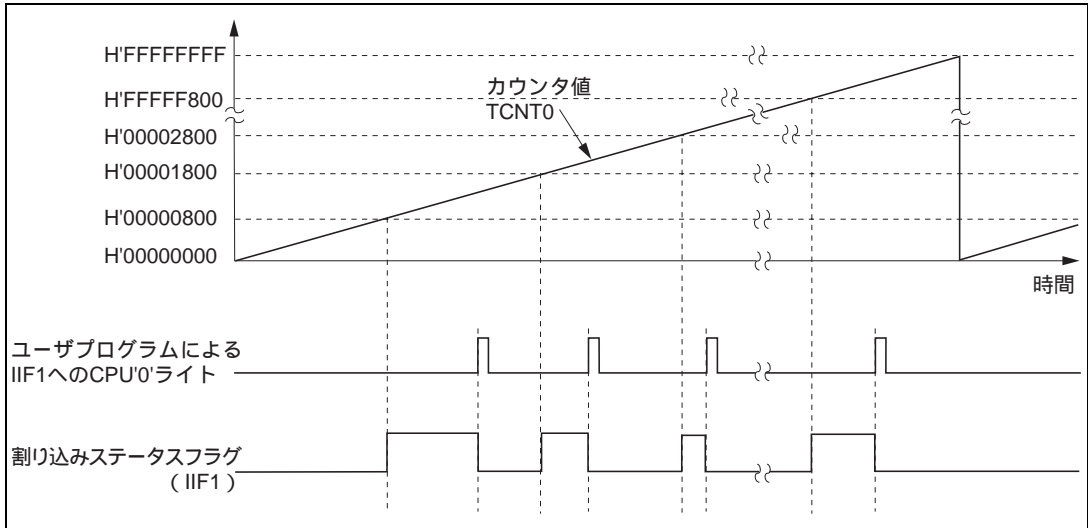 H'FFFFFFFF
H'FFFFF800
H'00002800
H'00001800
H'00000800
H'00000000
カウンタ値
TCNT0
時間
ユーザプログラムによる
IIF1へのCPU'0'ライト
割り込みステータスフラグ
（IIF1）